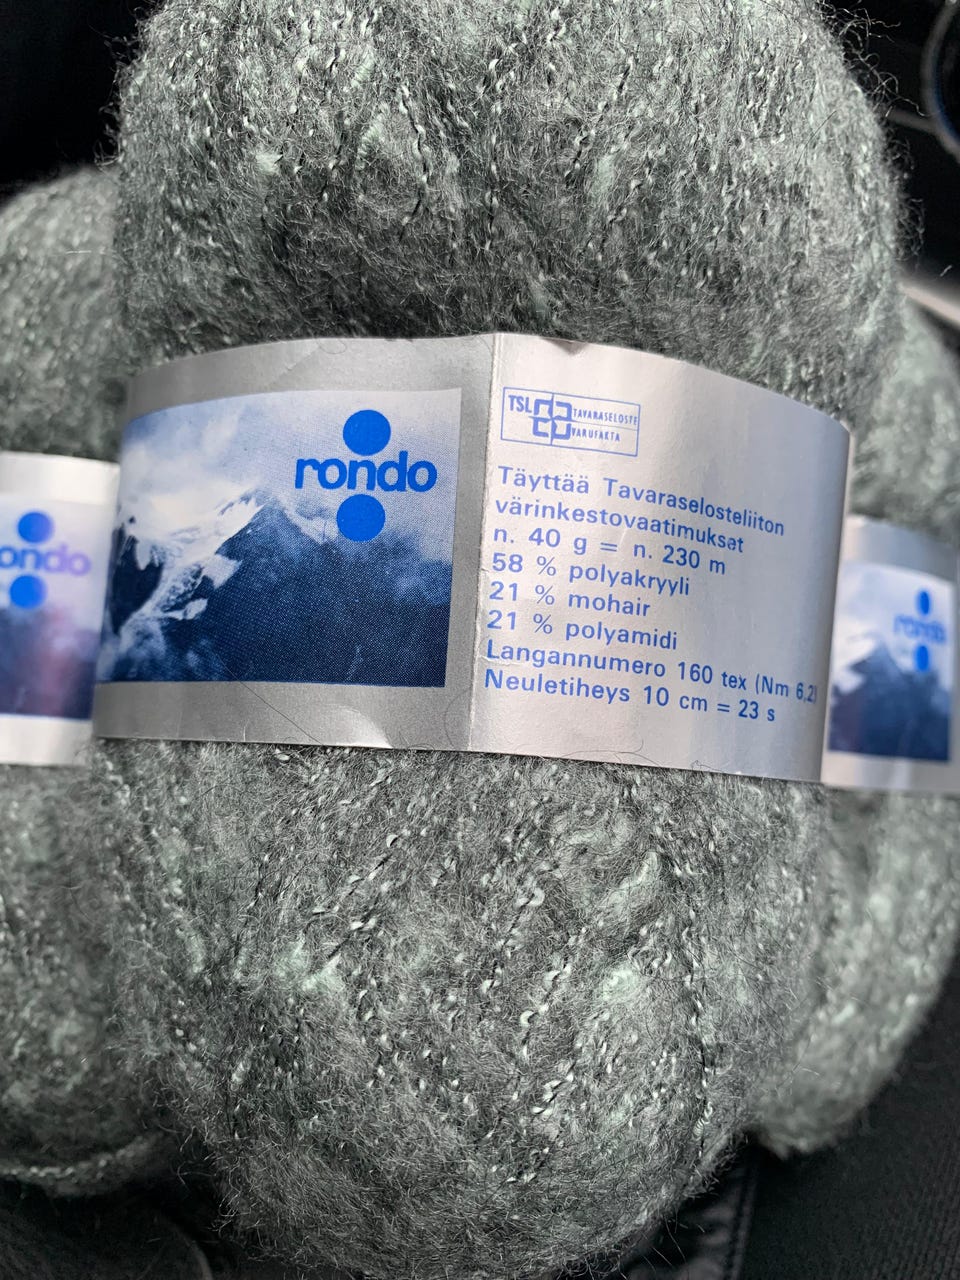 rondo
TSL TAVARASELOSTE
VARUFAKTA
Täyttää Tavaraselosteliiton
värinkestovaatimukset
n. 40 g = n. 230 m
58 % polyakryyli
21 % mohair
21 % polyamidi
Langannumero 160 tex (Nm 6,2)
Neuletiheys 10 cm = 23 s
ondo
rondo